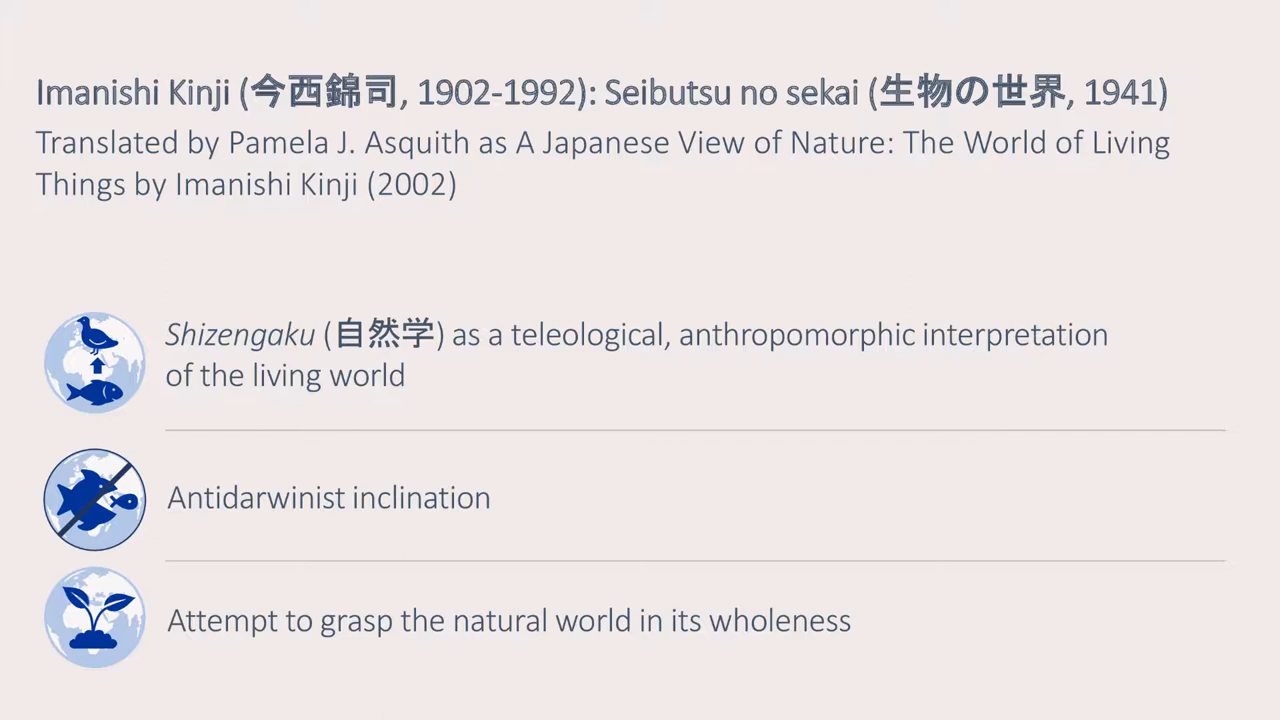 Imanishi Kinji (今西錦司, 1902-1992): Seibutsu no sekai (生物の世界, 1941)
Translated by Pamela J. Asquith as A Japanese View of Nature: The World of Living
Things by Imanishi Kinji (2002)
Shizengaku (自然学) as a teleological, anthropomorphic interpretation
of the living world
Antidarwinist inclination
Attempt to grasp the natural world in its wholeness